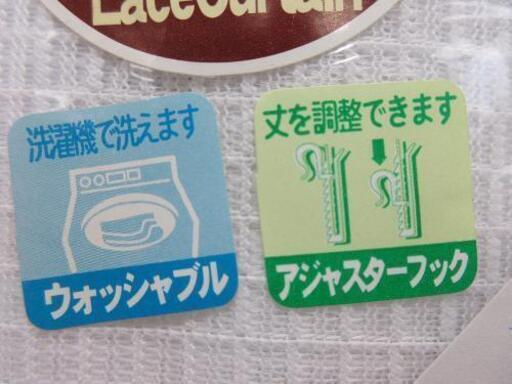 LaceCurtain
洗濯機で洗えます
ウォッシャブル
丈を調整できます
アジャスターフック